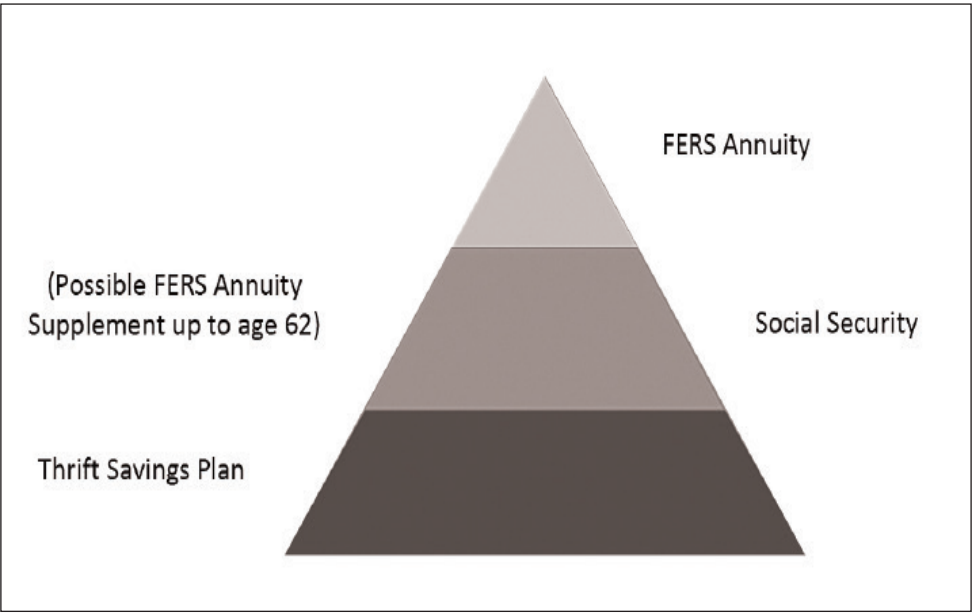 FERS Annuity
(Possible FERS Annuity
Supplement up to age 62)
Social Security
Thrift Savings Plan